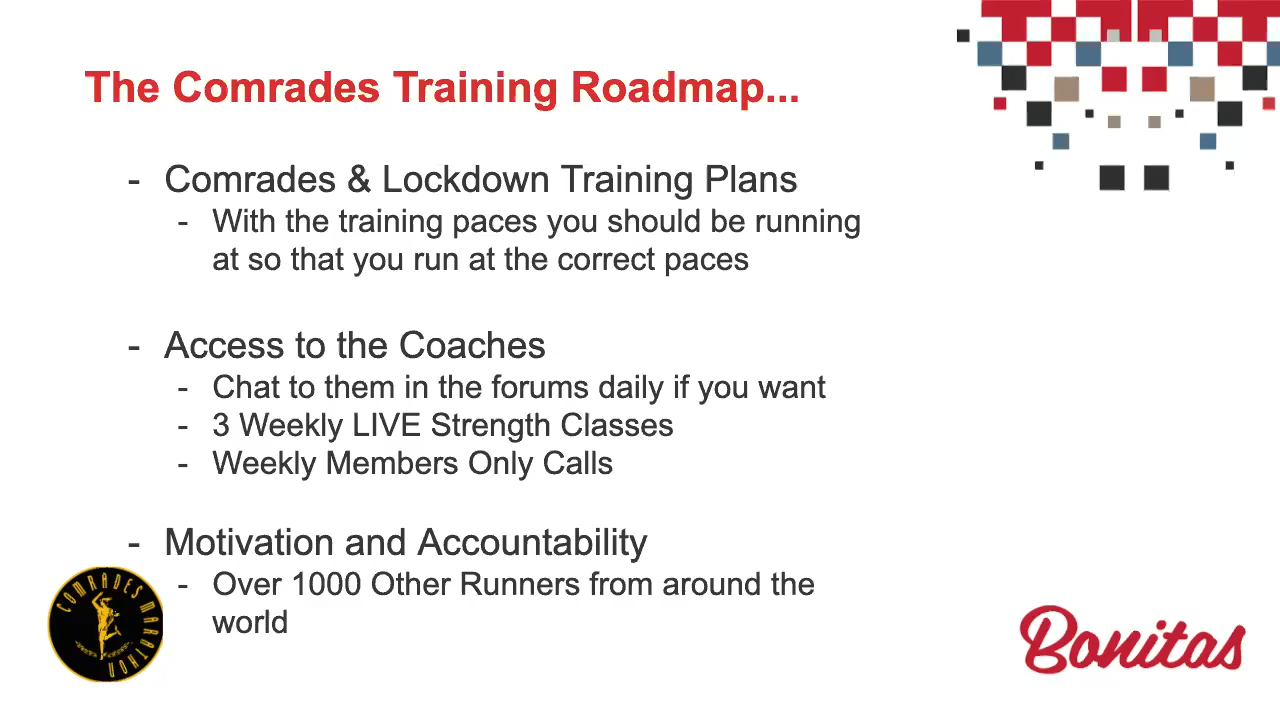 The Comrades Training Roadmap...
- Comrades & Lockdown Training Plans
- With the training paces you should be running
at so that you run at the correct paces
- Access to the Coaches
- Chat to them in the forums daily if you want
- 3 Weekly LIVE Strength Classes
- Weekly Members Only Calls
- Motivation and Accountability
- Over 1000 Other Runners from around the
world
COMRADES MARATHON
Bonitas